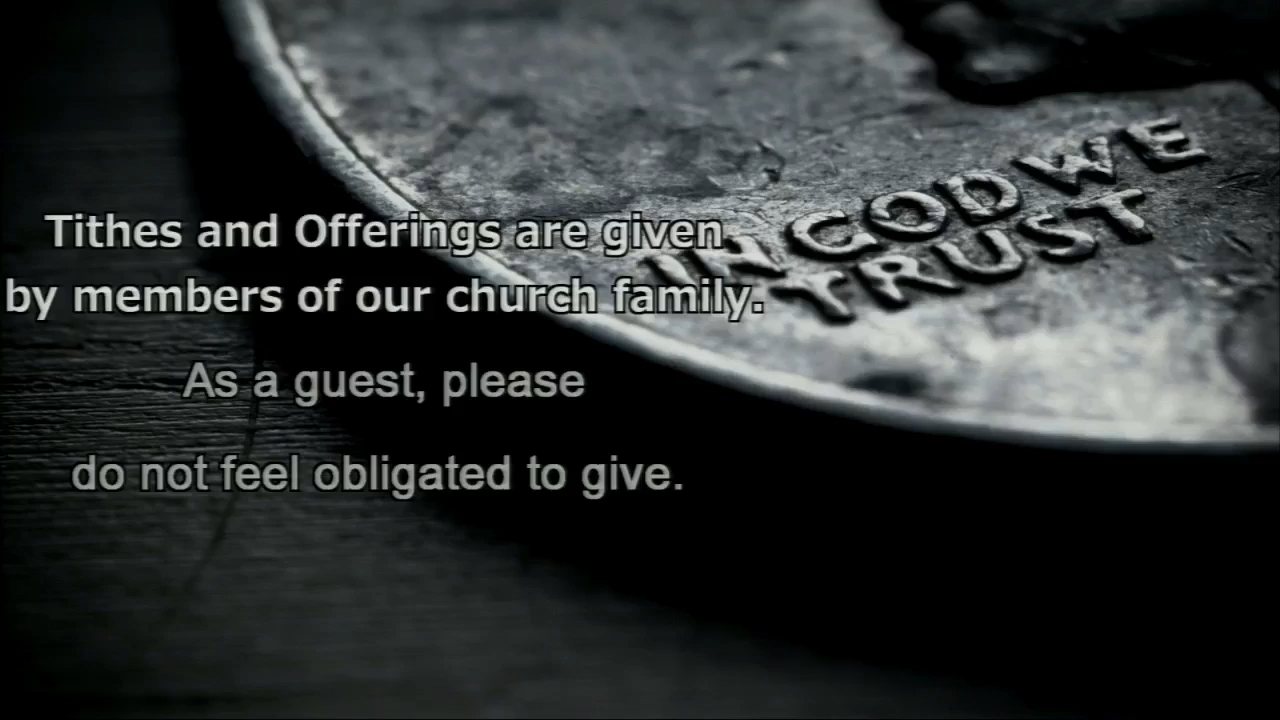 Tithes and Offerings are given
by members of our church family.
As a guest, please
do not feel obligated to give.
IN GOD WE
TRUST